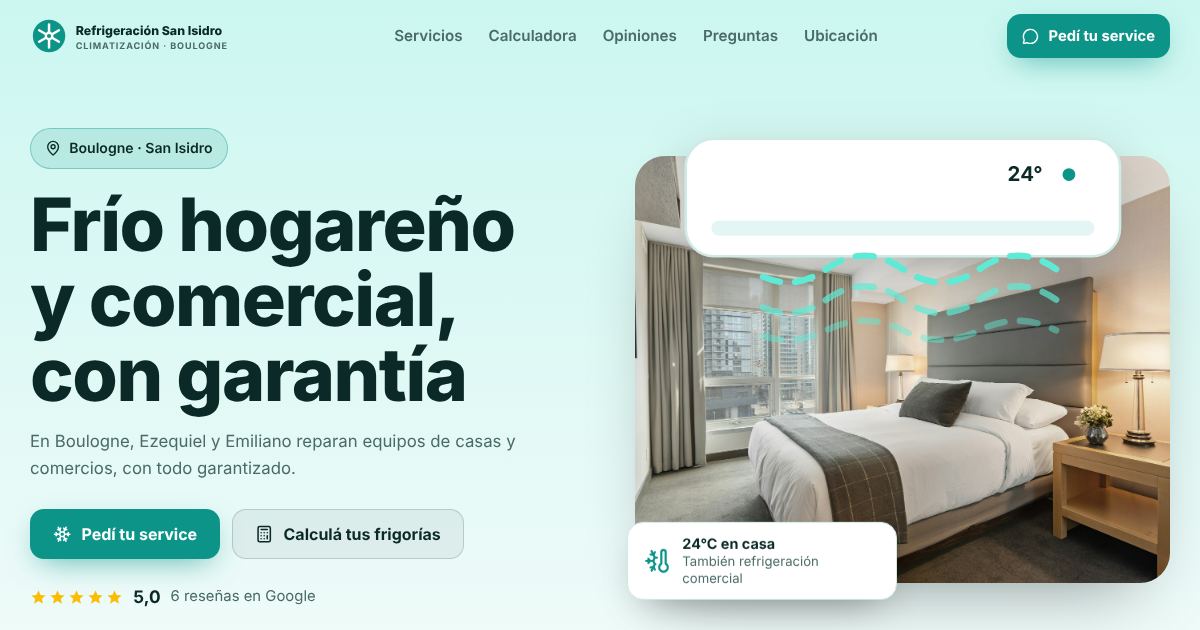 Refrigeración San Isidro
CLIMATIZACIÓN · BOULOGNE
Servicios
Calculadora
Opiniones
Preguntas
Ubicación
Pedí tu service
Boulogne · San Isidro
Frío hogareño
y comercial,
con garantía
En Boulogne, Ezequiel y Emiliano reparan equipos de casas y
comercios, con todo garantizado.
Pedí tu service
Calculá tus frigorías
5,0 6 reseñas en Google
24°
24°C en casa
También refrigeración
comercial